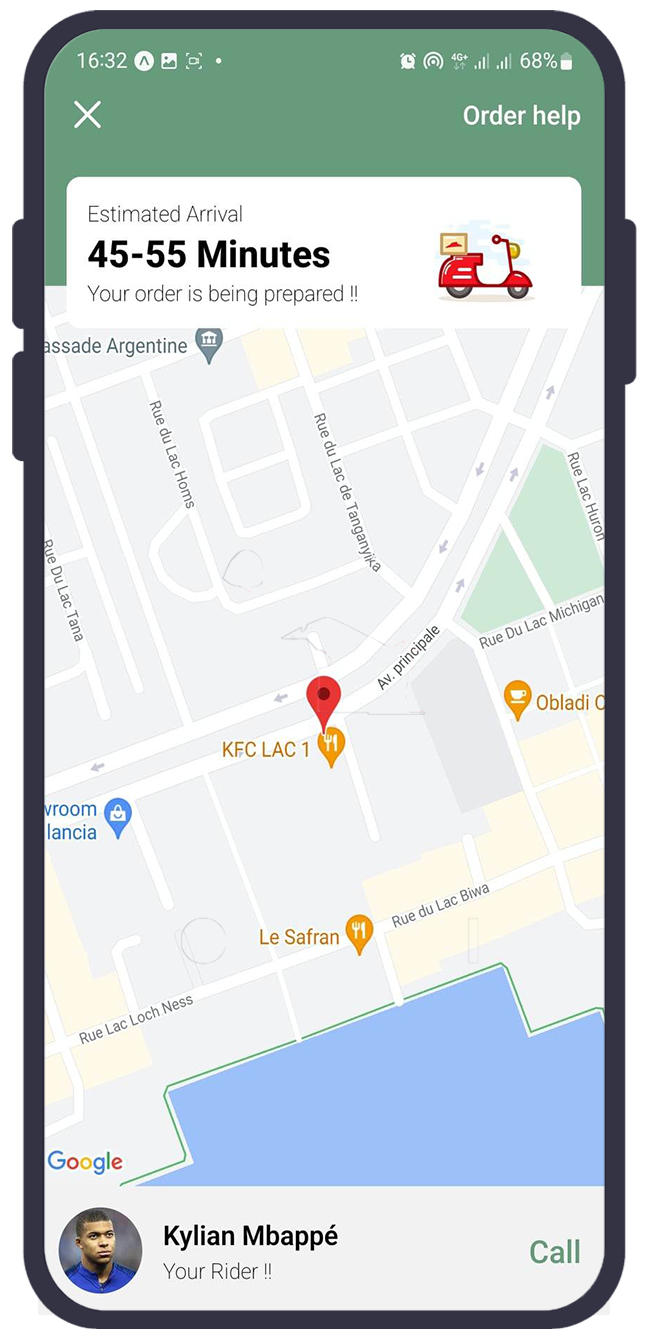 16:32
4G+
68%
Order help
Estimated Arrival
45-55 Minutes
Your order is being prepared !!
assade Argentine
Rue du Lac Homs
Rue du Lac de Tanganyika
Rue Lac Huron
Rue Du Lac Tana
Rue Du Lac Michigan
Av. principale
Obladi C
KFC LAC 1
wroom
lancia
Rue du Lac Biwa
Le Safran
Rue Lac Loch Ness
Google
Kylian Mbappé
Your Rider !!
Call